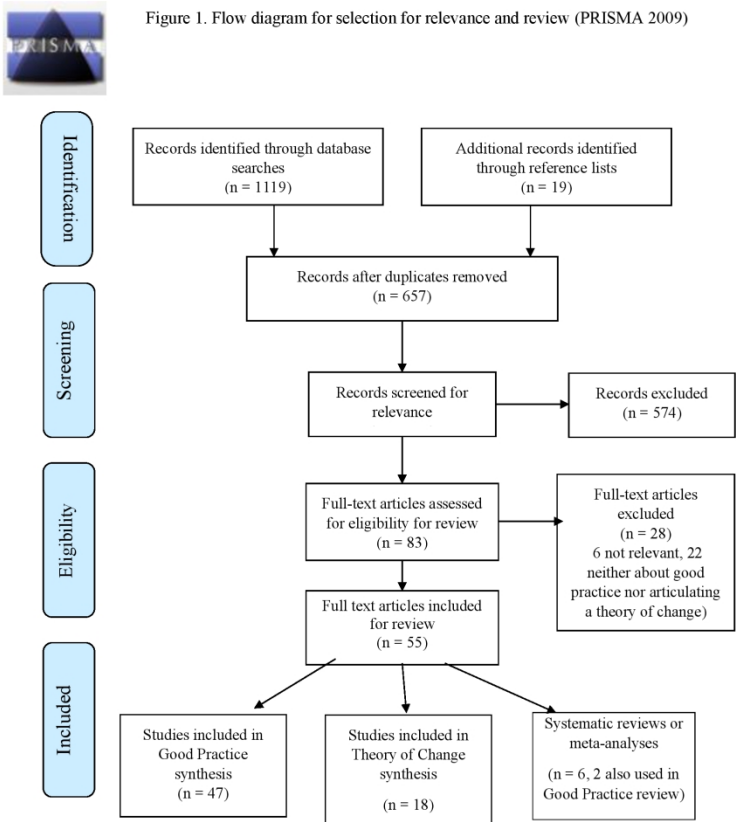 Figure 1. Flow diagram for selection for relevance and review (PRISMA 2009)
PRISMA
Identification
Records identified through database
searches
(n = 1119)
Additional records identified
through reference lists
(n = 19)
Records after duplicates removed
(n = 657)
Screening
Records screened for
relevance
Records excluded
(n = 574)
Eligibility
Full-text articles assessed
for eligibility for review
(n = 83)
Full-text articles
excluded
(n = 28)
6 not relevant, 22
neither about good
practice nor articulating
a theory of change)
Full text articles included
for review
(n = 55)
Included
Studies included in
Good Practice
synthesis
(n = 47)
Studies included in
Theory of Change
synthesis
(n = 18)
Systematic reviews or
meta-analyses
(n = 6, 2 also used in
Good Practice review)